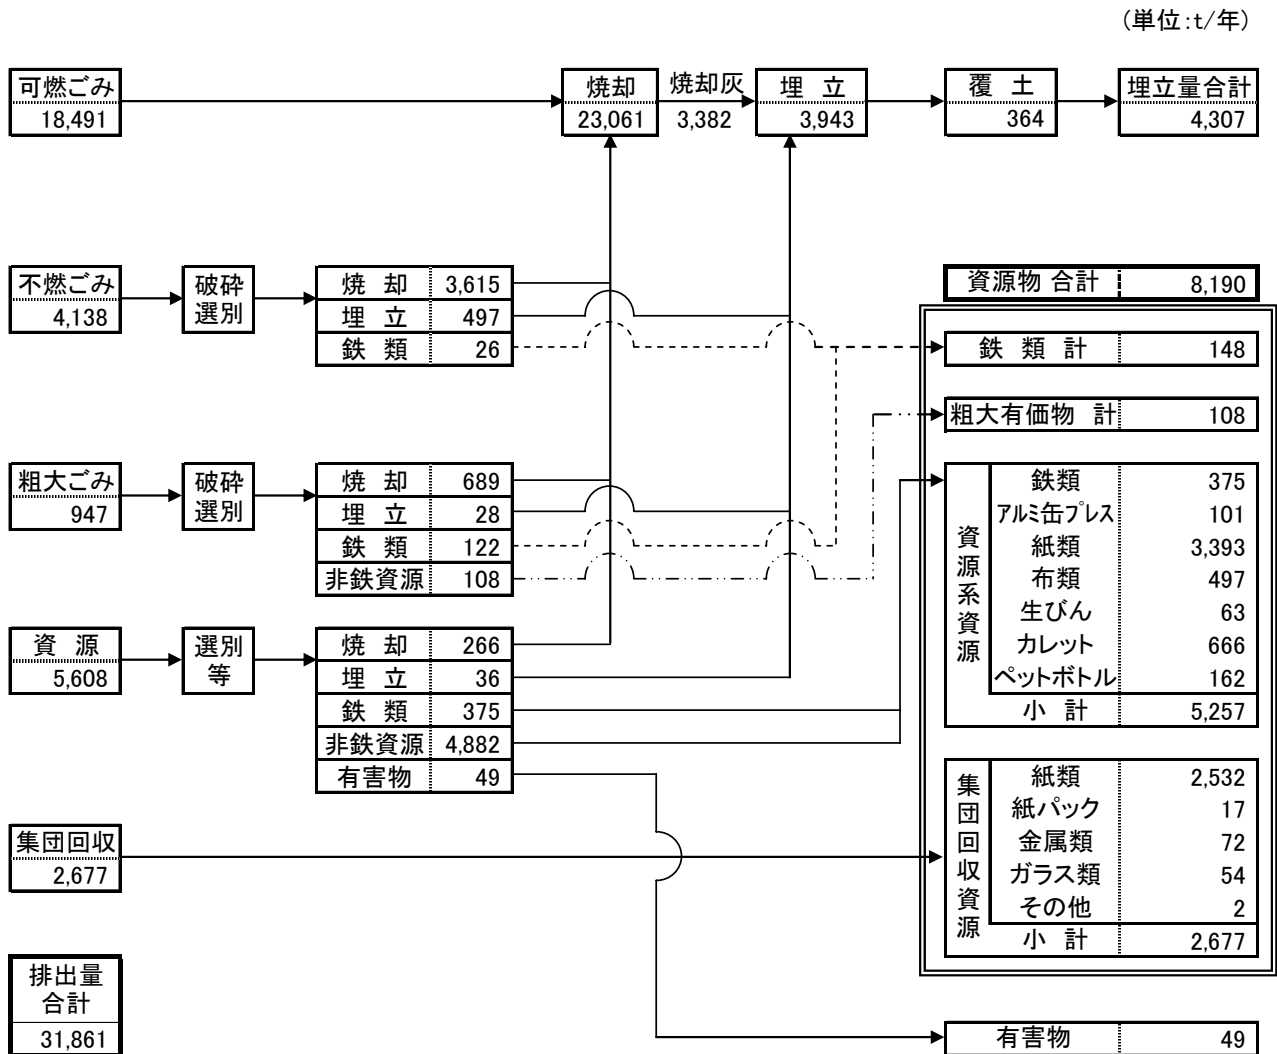 (単位:t/年)
可燃ごみ
18,491
焼却
23,061
焼却灰
3,382
埋 立
3,943
覆 土
364
埋立量合計
4,307
不燃ごみ
4,138
破砕
選別
焼 却 3,615
埋 立 497
鉄 類 26
資源物 合計 8,190
鉄 類 計 148
粗大有価物 計 108
粗大ごみ
947
破砕
選別
焼 却 689
埋 立 28
鉄 類 122
非鉄資源 108
資源系資源
鉄類 375
アルミ缶プレス 101
紙類 3,393
布類 497
生びん 63
カレット 666
ペットボトル 162
小 計 5,257
資 源
5,608
選別
等
焼 却 266
埋 立 36
鉄 類 375
非鉄資源 4,882
有害物 49
集団回収
2,677
集団回収資源
紙類 2,532
紙パック 17
金属類 72
ガラス類 54
その他 2
小 計 2,677
排出量
合計
31,861
有害物 49